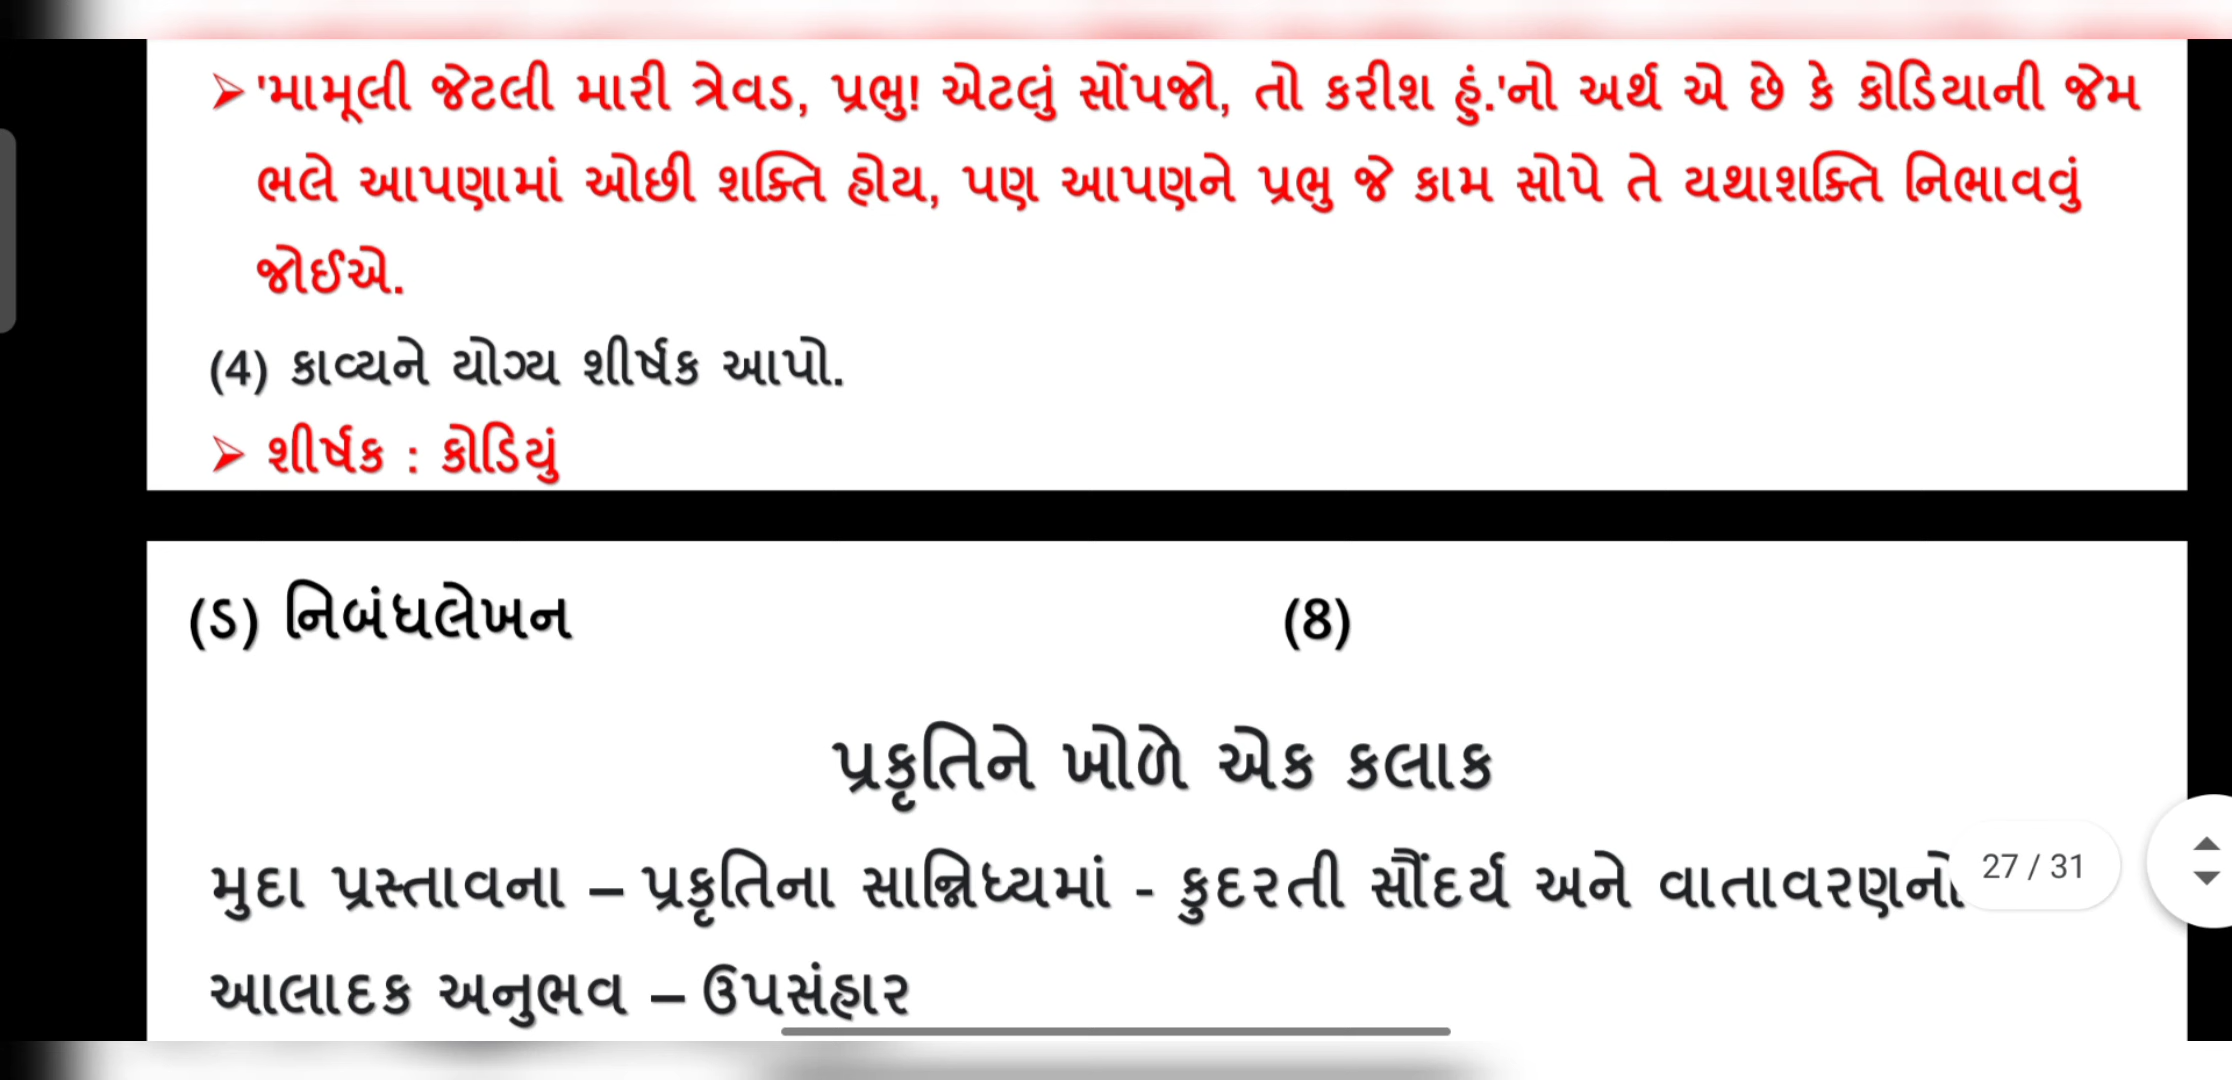 ➢ 'મામૂલી જેટલી મારી ત્રેવડ, પ્રભુ! એટલું સોંપજો, તો કરીશ હું.'નો અર્થ એ છે કે કોડિયાની જેમ
ભલે આપણામાં ઓછી શક્તિ હોય, પણ આપણને પ્રભુ જે કામ સોપે તે યથાશક્તિ નિભાવવું
જોઈએ.
(4) કાવ્યને યોગ્ય શીર્ષક આપો.
➢ શીર્ષક : કોડિયું
(ડ) નિબંધલેખન (8)
પ્રકૃતિને ખોળે એક કલાક
મુદા પ્રસ્તાવના – પ્રકૃતિના સાન્નિધ્યમાં - કુદરતી સૌંદર્ય અને વાતાવરણનો
27 / 31
આલાદક અનુભવ – ઉપસંહાર